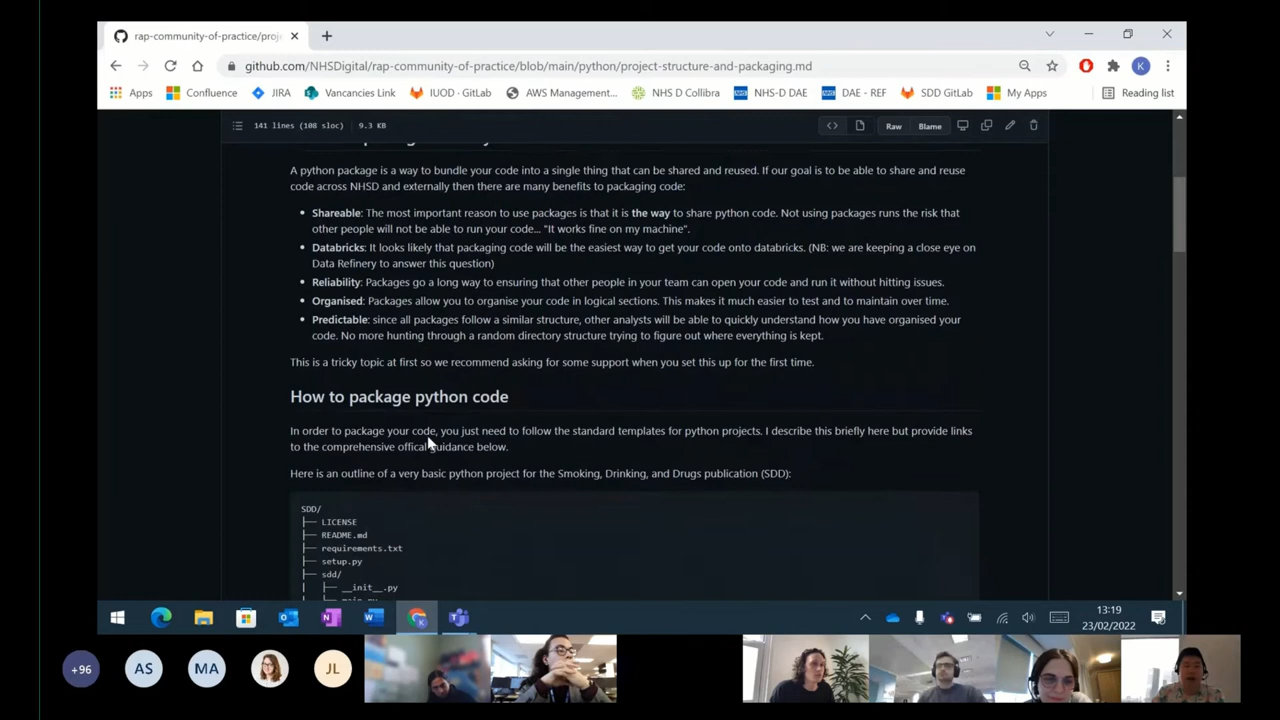 rap-community-of-practice/proj
github.com/NHSDigital/rap-community-of-practice/blob/main/python/project-structure-and-packaging.md
K
Apps Confluence JIRA Vacancies Link IUOD · GitLab AWS Management... NHS D Collibra NHS-D DAE DAE - REF SDD GitLab My Apps Reading list
141 lines (108 sloc) 9.3 KB Raw Blame
A python package is a way to bundle your code into a single thing that can be shared and reused. If our goal is to be able to share and reuse
code across NHSD and externally then there are many benefits to packaging code:
Shareable: The most important reason to use packages is that it is the way to share python code. Not using packages runs the risk that
other people will not be able to run your code... "It works fine on my machine".
Databricks: It looks likely that packaging code will be the easiest way to get your code onto databricks. (NB: we are keeping a close eye on
Data Refinery to answer this question)
Reliability: Packages go a long way to ensuring that other people in your team can open your code and run it without hitting issues.
Organised: Packages allow you to organise your code in logical sections. This makes it much easier to test and to maintain over time.
Predictable: since all packages follow a similar structure, other analysts will be able to quickly understand how you have organised your
code. No more hunting through a random directory structure trying to figure out where everything is kept.
This is a tricky topic at first so we recommend asking for some support when you set this up for the first time.
How to package python code
In order to package your code, you just need to follow the standard templates for python projects. I describe this briefly here but provide links
to the comprehensive offical guidance below.
Here is an outline of a very basic python project for the Smoking, Drinking, and Drugs publication (SDD):
SDD/
├── LICENSE
├── README.md
├── requirements.txt
├── setup.py
├── sdd/
│ ├── __init__.py
13:19
23/02/2022
+96 AS MA JL